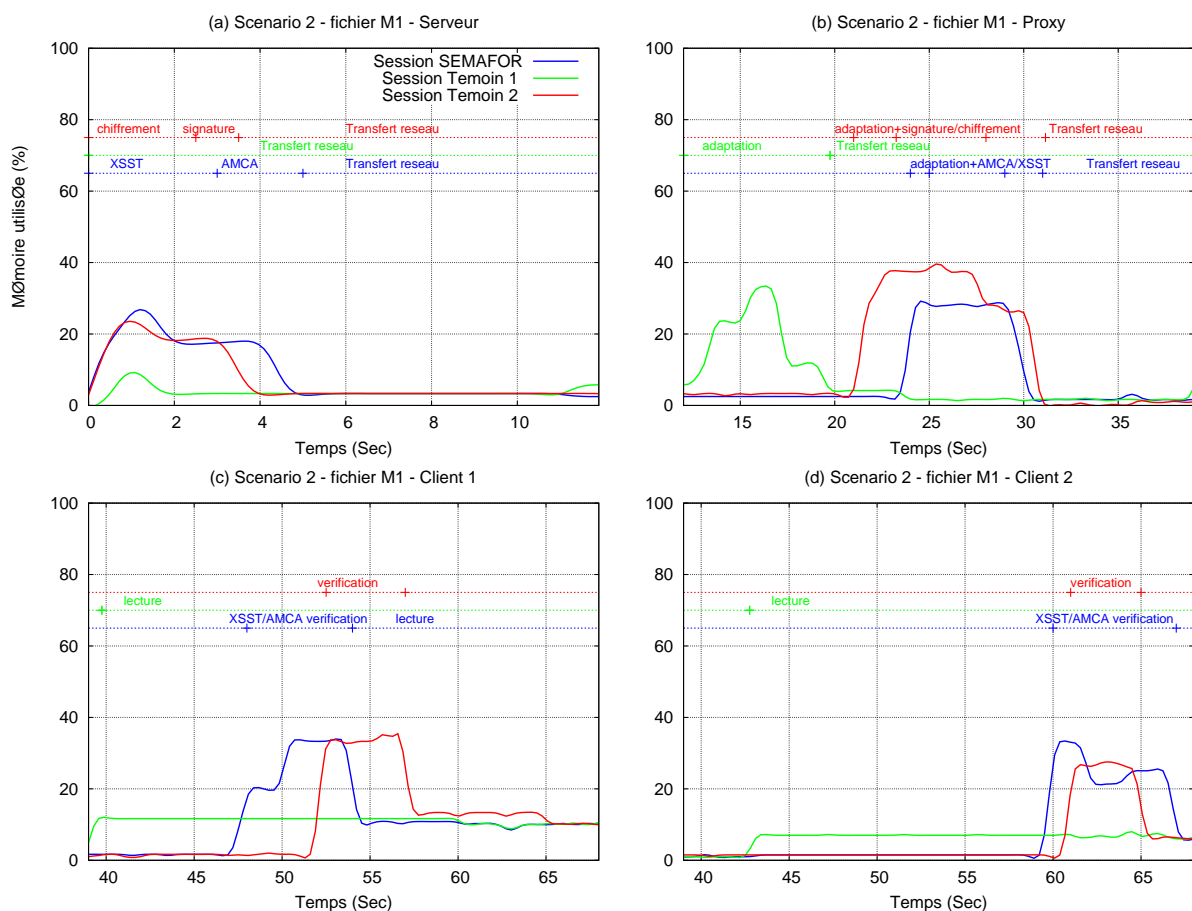 (a) Scenario 2 - fichier M1 - Serveur
(b) Scenario 2 - fichier M1 - Proxy
100
80
60
40
20
0
MØmoire utilisØe (%)
Session SEMAFOR
Session Temoin 1
Session Temoin 2
chiffrement signature Transfert reseau
Transfert reseau
XSST AMCA Transfert reseau
0 2 4 6 8 10
Temps (Sec)
100
80
60
40
20
0
adaptation+signature/chiffrement Transfert reseau
adaptation Transfert reseau
adaptation+AMCA/XSST Transfert reseau
15 20 25 30 35
Temps (Sec)
(c) Scenario 2 - fichier M1 - Client 1
(d) Scenario 2 - fichier M1 - Client 2
100
80
60
40
20
0
verification
lecture
XSST/AMCA verification lecture
40 45 50 55 60 65
Temps (Sec)
100
80
60
40
20
0
verification
lecture
XSST/AMCA verification
40 45 50 55 60 65
Temps (Sec)